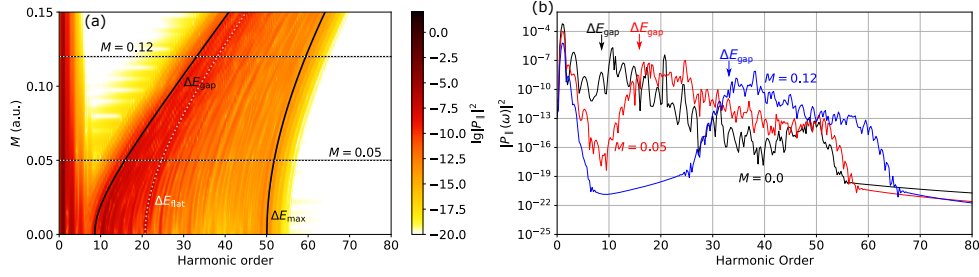 (a)
M = 0.12
ΔE_gap
M = 0.05
ΔE_flat
ΔE_max
0.15
0.10
0.05
0.00
M (a.u.)
0 10 20 30 40 50 60 70 80
Harmonic order
0.0
−2.5
−5.0
−7.5
−10.0
−12.5
−15.0
−17.5
−20.0
lg|P_∥|²
(b)
ΔE_gap
ΔE_gap
ΔE_gap
M = 0.12
M = 0.05
M = 0.0
10⁻⁴
10⁻⁷
10⁻¹⁰
10⁻¹³
10⁻¹⁶
10⁻¹⁹
10⁻²²
10⁻²⁵
|P_∥(ω)|²
0 10 20 30 40 50 60 70 80
Harmonic Order